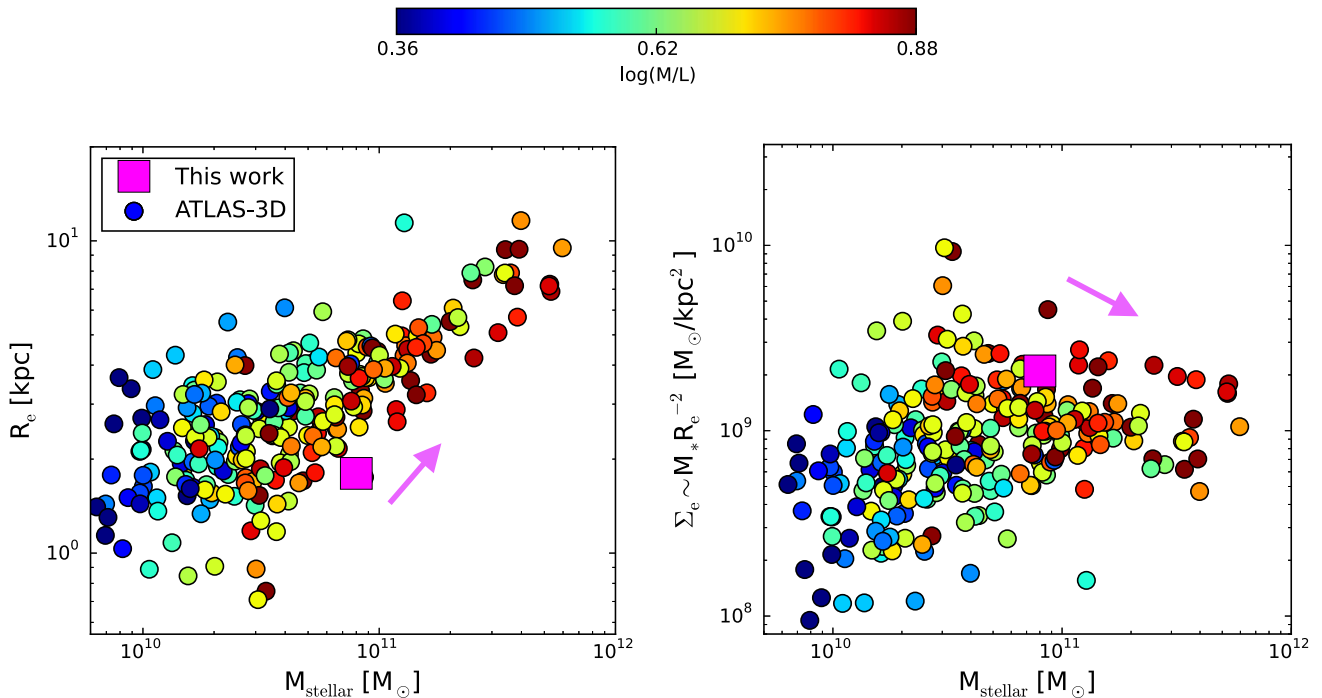 0.36 0.62 0.88
log(M/L)
This work
ATLAS-3D
10¹
10⁰
R_e [kpc]
10¹⁰ 10¹¹ 10¹²
M_stellar [M_⊙]
10¹⁰
10⁹
10⁸
Σ_e ∼ M_* R_e⁻² [M_⊙/kpc²]
10¹⁰ 10¹¹ 10¹²
M_stellar [M_⊙]